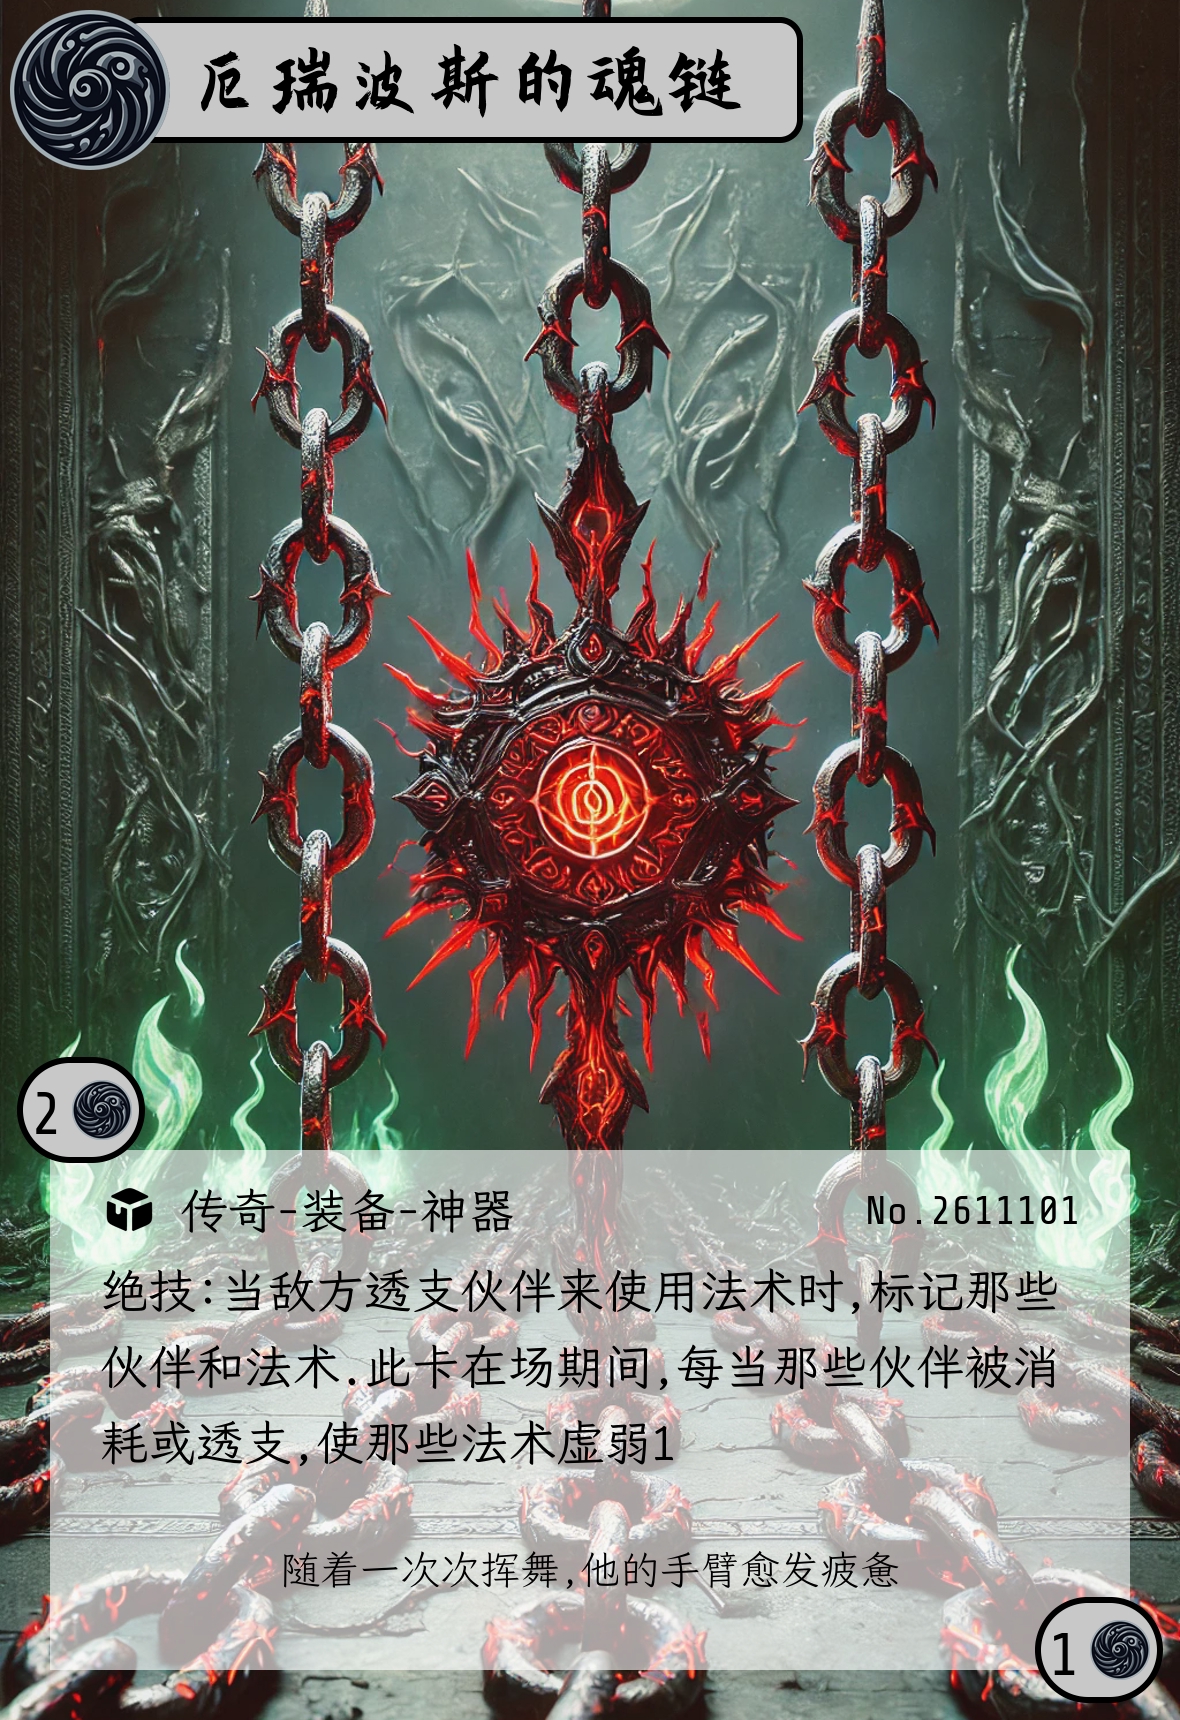 厄瑞波斯的魂链
2
传奇-装备-神器
No.2611101
绝技:当敌方透支伙伴来使用法术时,标记那些
伙伴和法术.此卡在场期间,每当那些伙伴被消
耗或透支,使那些法术虚弱1
随着一次次挥舞,他的手臂愈发疲惫
1